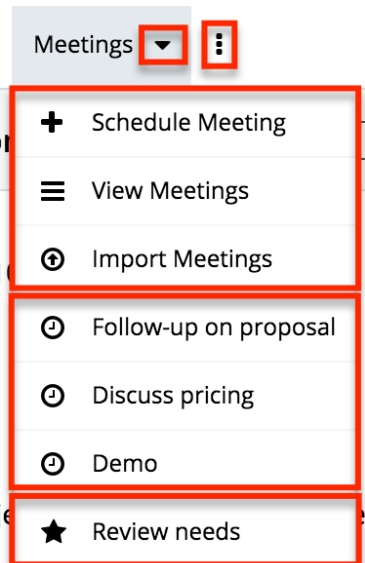 Meetings
Schedule Meeting
View Meetings
Import Meetings
Follow-up on proposal
Discuss pricing
Demo
Review needs